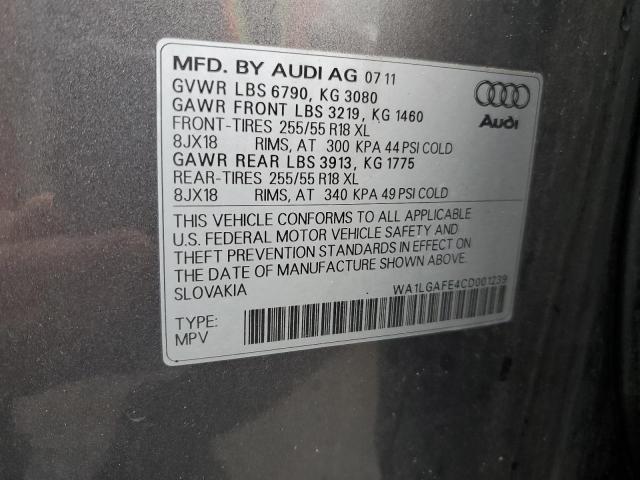 MFD. BY AUDI AG 07 11
GVWR LBS 6790, KG 3080
GAWR FRONT LBS 3219, KG 1460
FRONT-TIRES 255/55 R18 XL
8JX18 RIMS, AT 300 KPA 44 PSI COLD
GAWR REAR LBS 3913, KG 1775
REAR-TIRES 255/55 R18 XL
8JX18 RIMS, AT 340 KPA 49 PSI COLD
Audi
THIS VEHICLE CONFORMS TO ALL APPLICABLE
U.S. FEDERAL MOTOR VEHICLE SAFETY AND
THEFT PREVENTION STANDARDS IN EFFECT ON
THE DATE OF MANUFACTURE SHOWN ABOVE.
SLOVAKIA
WA1LGAFE4CD001239
TYPE:
MPV